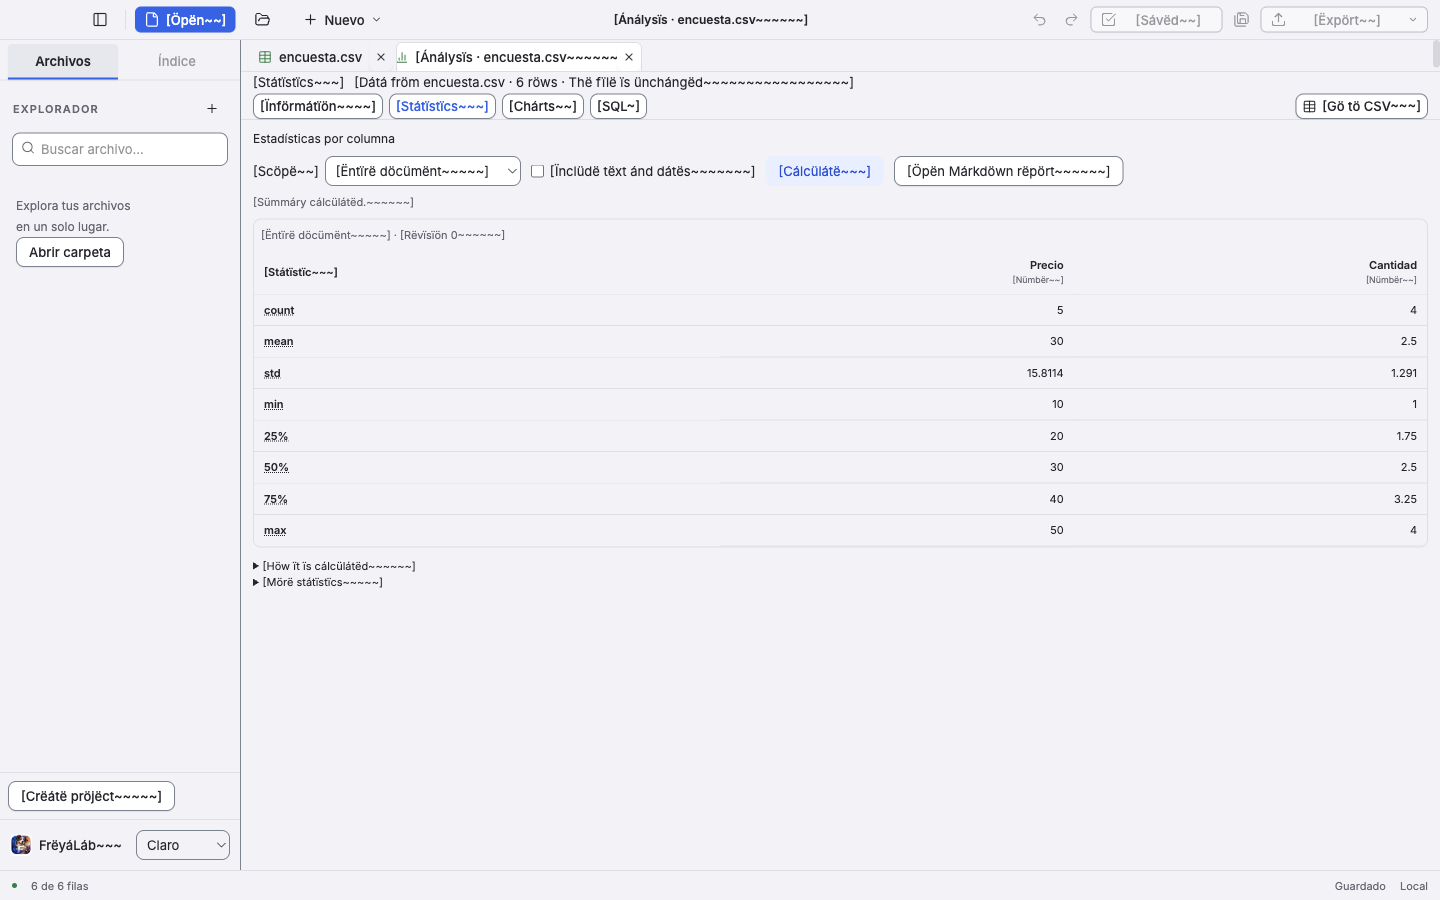 [Öpën~~]
Nuevo
[Ánálysïs · encuesta.csv~~~~~~]
[Sávëd~~]
[Ëxpört~~]
Archivos
Índice
encuesta.csv
[Ánálysïs · encuesta.csv~~~~~~
[Státïstïcs~~~] [Dátá fröm encuesta.csv · 6 röws · Thë fïlë ïs ünchángëd~~~~~~~~~~~~~~~~~]
[Ïnförmátïön~~~~] [Státïstïcs~~~] [Chárts~~] [SQL~] [Gö tö CSV~~~]
EXPLORADOR
Buscar archivo...
Explora tus archivos
en un solo lugar.
Abrir carpeta
Estadísticas por columna
[Scöpë~~] [Ëntïrë döcümënt~~~~~] [Ïnclüdë tëxt ánd dátës~~~~~~~] [Cálcülátë~~~] [Öpën Márkdöwn rëpört~~~~~~]
[Sümmáry cálcülátëd.~~~~~~]
[Ëntïrë döcümënt~~~~~] · [Rëvïsïön 0~~~~~~]
[Státïstïc~~~] Precio Cantidad
[Nümbër~~] [Nümbër~~]
count 5 4
mean 30 2.5
std 15.8114 1.291
min 10 1
25% 20 1.75
50% 30 2.5
75% 40 3.25
max 50 4
[Höw ït ïs cálcülátëd~~~~~~]
[Mörë státïstïcs~~~~~]
[Crëátë pröjëct~~~~~]
FrëyáLáb~~~
Claro
6 de 6 filas
Guardado Local